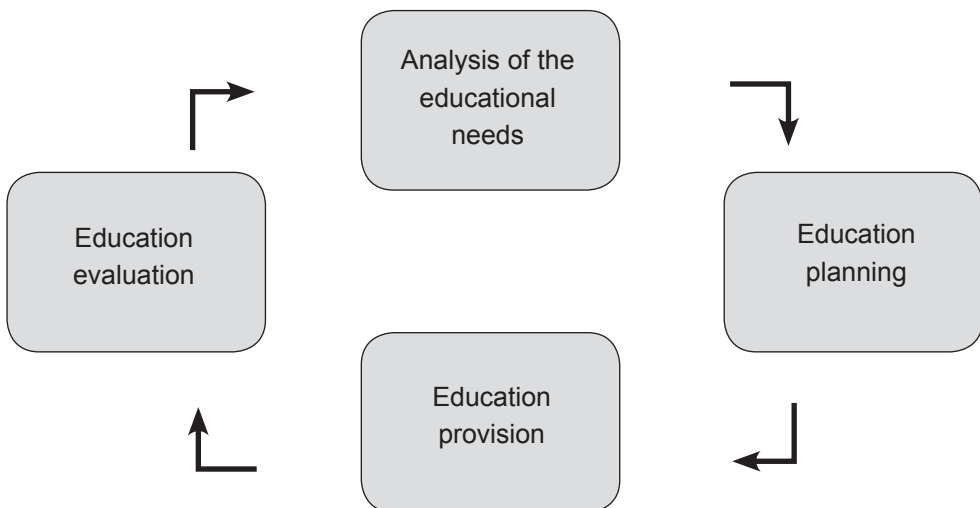 Analysis of the
educational
needs
Education
planning
Education
provision
Education
evaluation